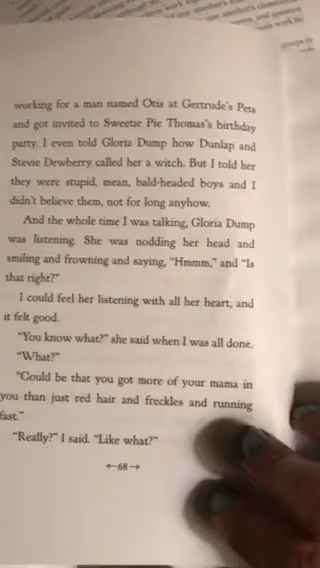 working for a man named Otis at Gertrude's Pets
and got invited to Sweetie Pie Thomas's birthday
party. I even told Gloria Dump how Dunlap and
Stevie Dewberry called her a witch. But I told her
they were stupid, mean, bald-headed boys and I
didn't believe them, not for long anyhow.
And the whole time I was talking, Gloria Dump
was listening. She was nodding her head and
smiling and frowning and saying, "Hmmm," and "Is
that right?"
I could feel her listening with all her heart, and
it felt good.
"You know what?" she said when I was all done.
"What?"
"Could be that you got more of your mama in
you than just red hair and freckles and running
fast."
"Really?" I said. "Like what?"
←68→